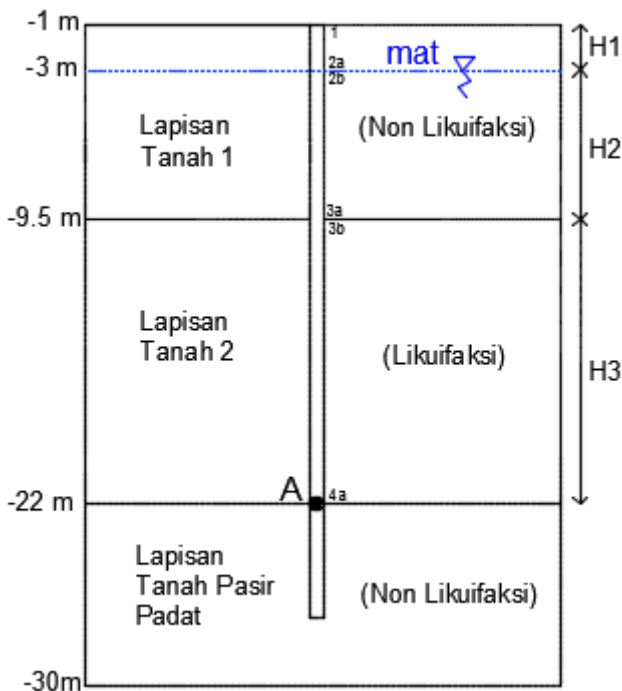 -1 m
1
H1
mat
-3 m
2a
2b
Lapisan
Tanah 1
(Non Likuifaksi)
H2
-9.5 m
3a
3b
Lapisan
Tanah 2
(Likuifaksi)
H3
A
4a
-22 m
Lapisan
Tanah Pasir
Padat
(Non Likuifaksi)
-30m